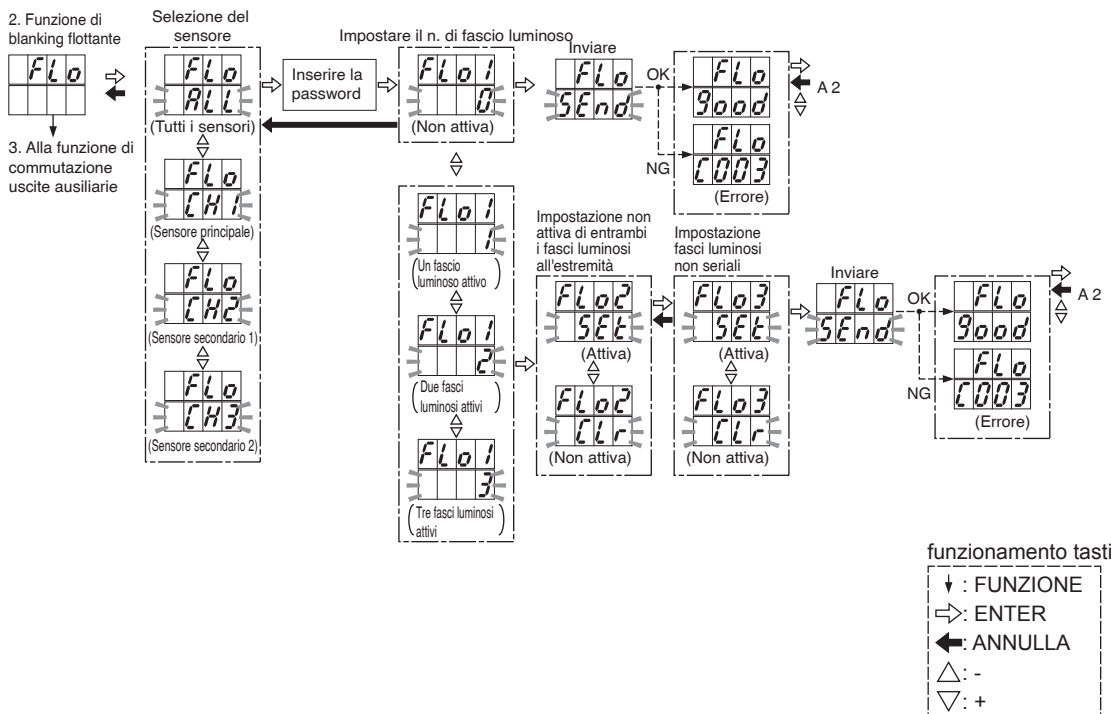 2. Funzione di
blanking flottante
FLo
3. Alla funzione di
commutazione
uscite ausiliarie
Selezione del
sensore
FLo
ALL
(Tutti i sensori)
FLo
CH1
(Sensore principale)
FLo
CH2
(Sensore secondario 1)
FLo
CH3
(Sensore secondario 2)
Inserire la
password
Impostare il n. di fascio luminoso
FLo1
0
(Non attiva)
FLo1
1
(Un fascio
luminoso attivo)
FLo1
2
(Due fasci
luminosi attivi)
FLo1
3
(Tre fasci luminosi
attivi)
Inviare
FLo
SEnd
OK
NG
FLo
good
FLo
C003
(Errore)
A 2
Impostazione non
attiva di entrambi
i fasci luminosi
all'estremità
FLo2
SEt
(Attiva)
FLo2
CLr
(Non attiva)
Impostazione
fasci luminosi
non seriali
FLo3
SEt
(Attiva)
FLo3
CLr
(Non attiva)
Inviare
FLo
SEnd
OK
NG
FLo
good
FLo
C003
(Errore)
A 2
funzionamento tasti
: FUNZIONE
: ENTER
: ANNULLA
△: -
▽: +